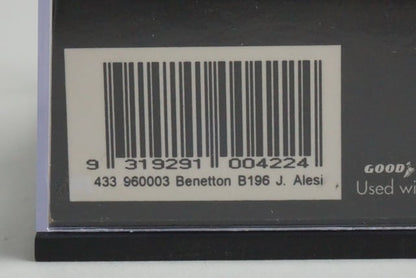 9 319291 004224
433 960003 Benetton B196 J. Alesi
GOOD
Used wi